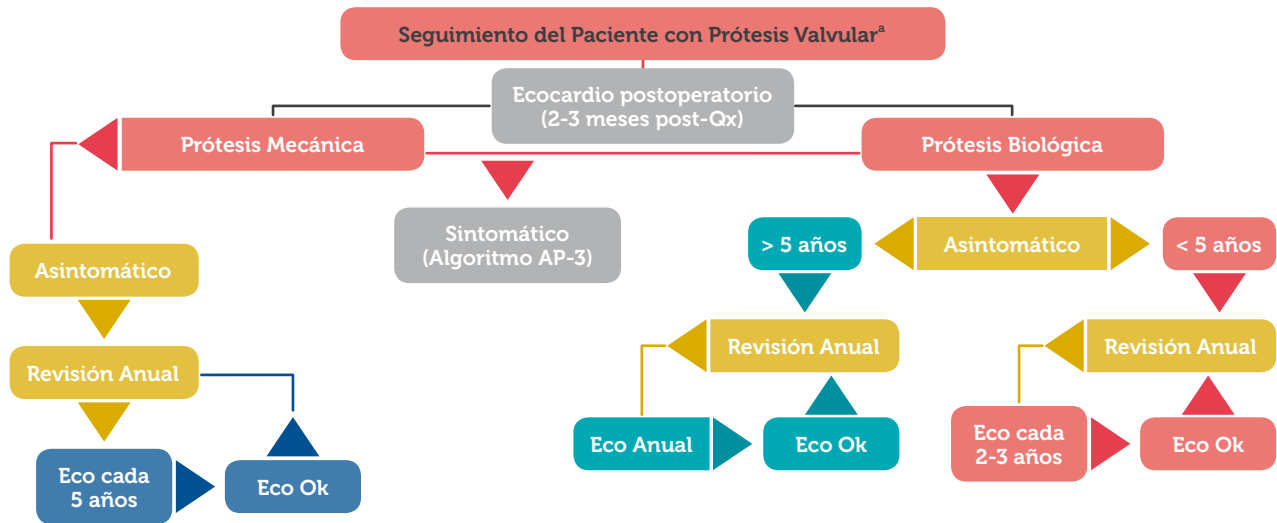 Seguimiento del Paciente con Prótesis Valvularª
Ecocardio postoperatorio
(2-3 meses post-Qx)
Prótesis Mecánica
Prótesis Biológica
Sintomático
(Algoritmo AP-3)
> 5 años
Asintomático
< 5 años
Asintomático
Revisión Anual
Revisión Anual
Revisión Anual
Eco Anual
Eco Ok
Eco cada
2-3 años
Eco Ok
Eco cada
5 años
Eco Ok